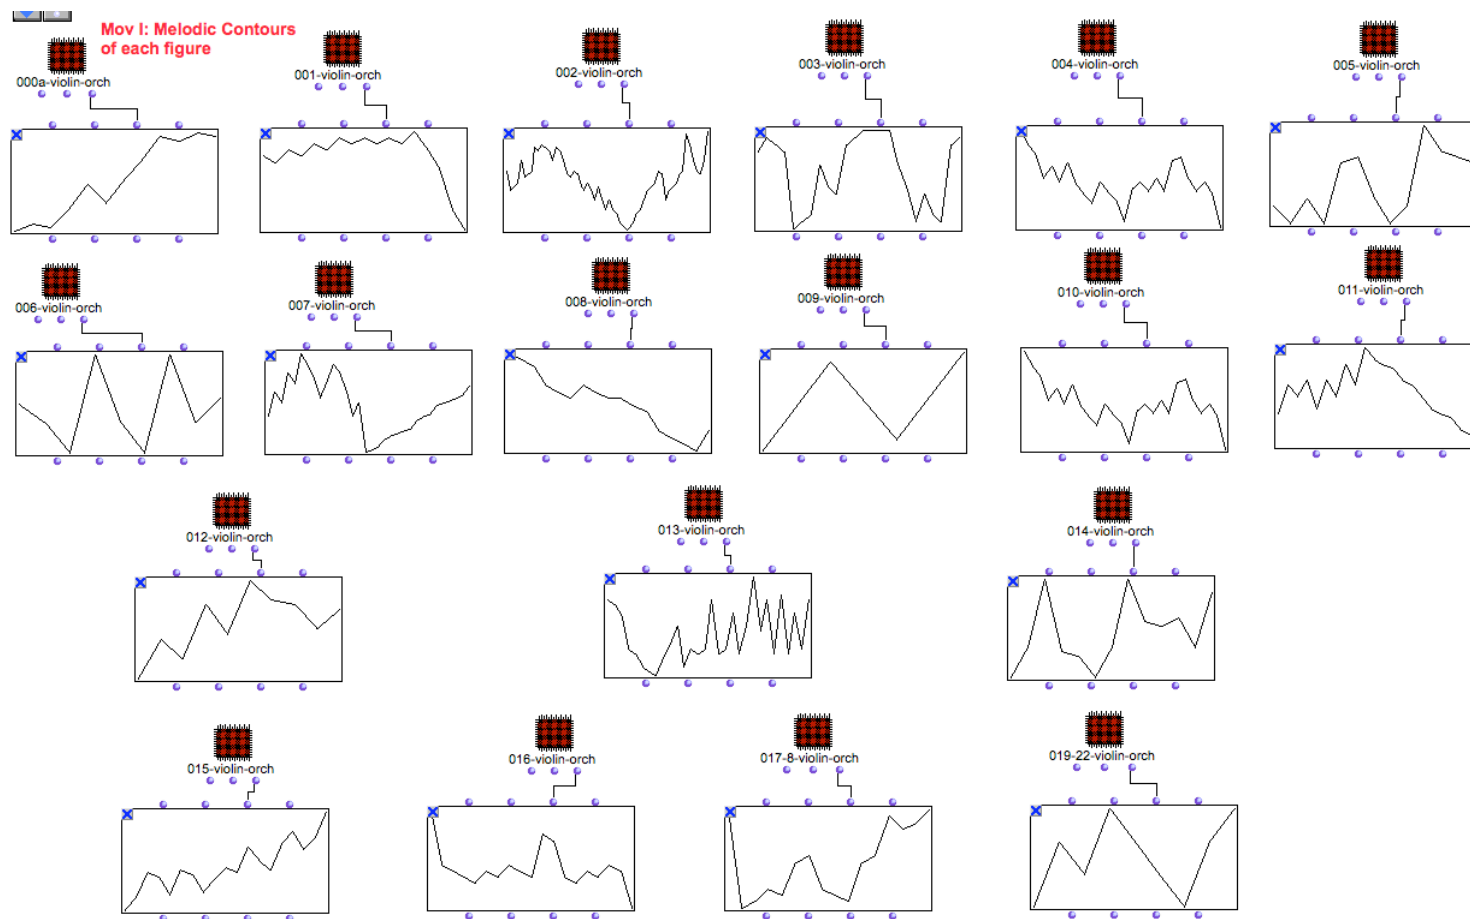 Mov I: Melodic Contours
of each figure
000a-violin-orch
001-violin-orch
002-violin-orch
003-violin-orch
004-violin-orch
005-violin-orch
006-violin-orch
007-violin-orch
008-violin-orch
009-violin-orch
010-violin-orch
011-violin-orch
012-violin-orch
013-violin-orch
014-violin-orch
015-violin-orch
016-violin-orch
017-8-violin-orch
019-22-violin-orch